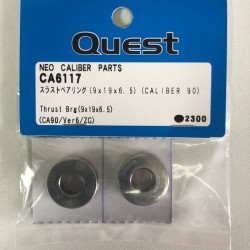 Quest
NEO CALIBER PARTS
CA6117
スラストベアリング (9x19x6.5) (CALIBER 90)
Thrust Brg(9x19x6.5)
(CA90/Ver6/ZG)
●2300